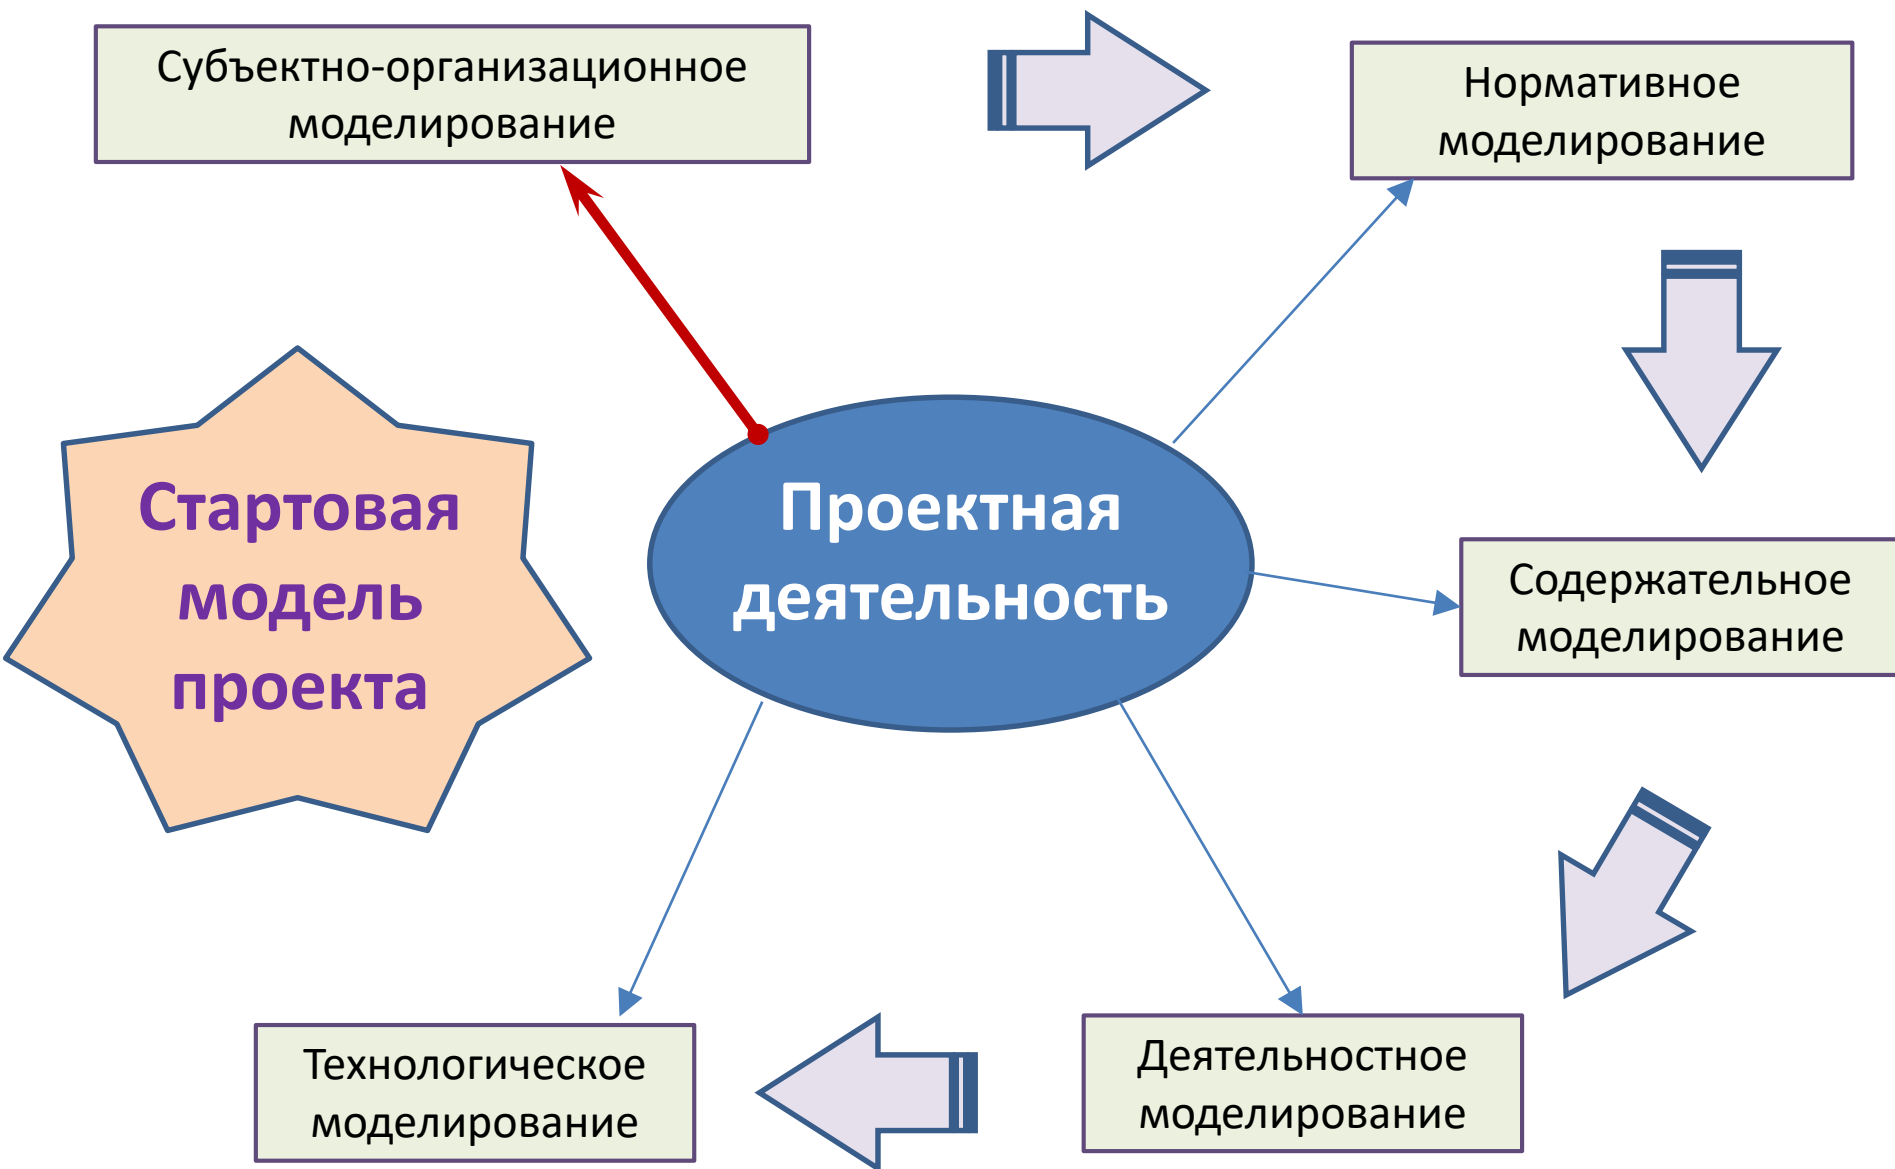 Субъектно-организационное
моделирование
Нормативное
моделирование
Стартовая
модель
проекта
Проектная
деятельность
Содержательное
моделирование
Технологическое
моделирование
Деятельностное
моделирование